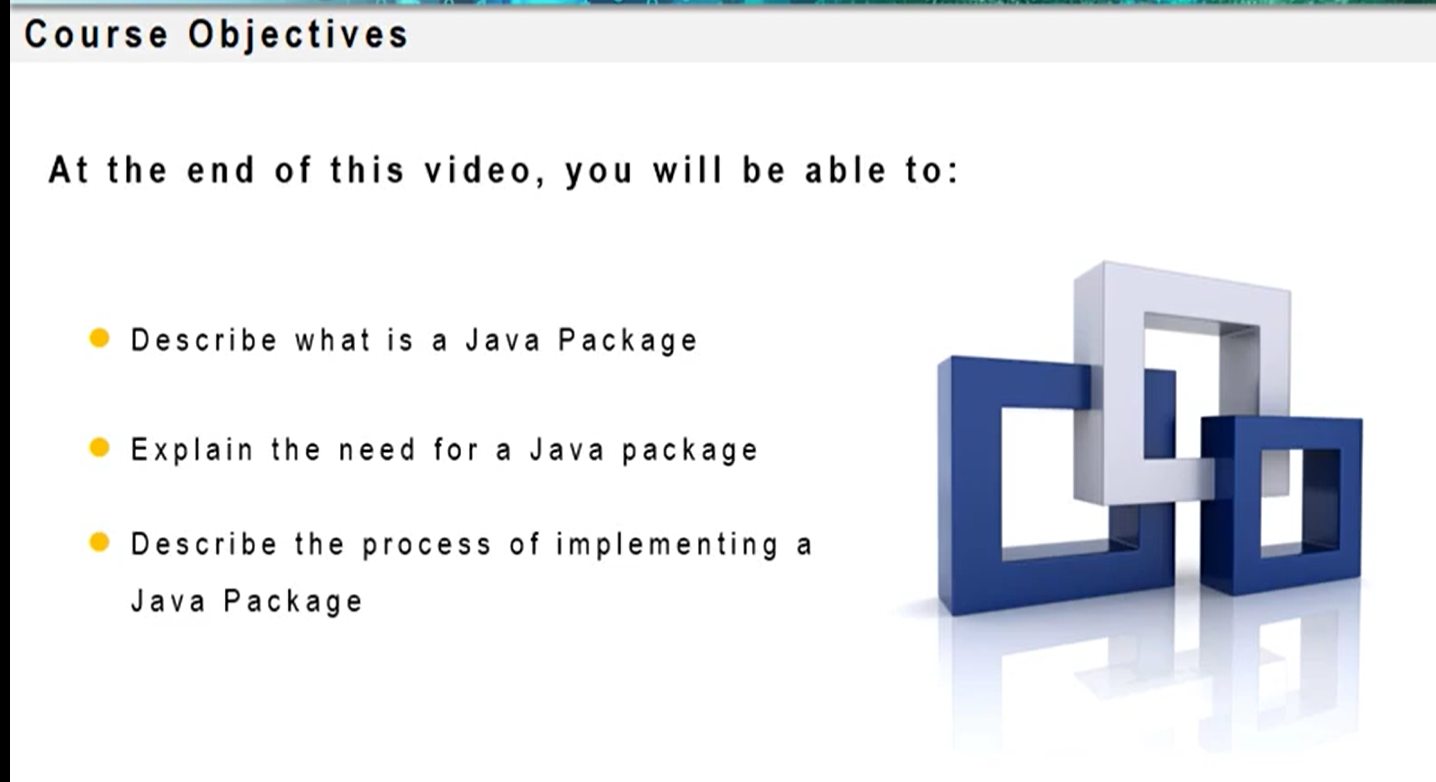 Course Objectives
At the end of this video, you will be able to:
Describe what is a Java Package
Explain the need for a Java package
Describe the process of implementing a
Java Package